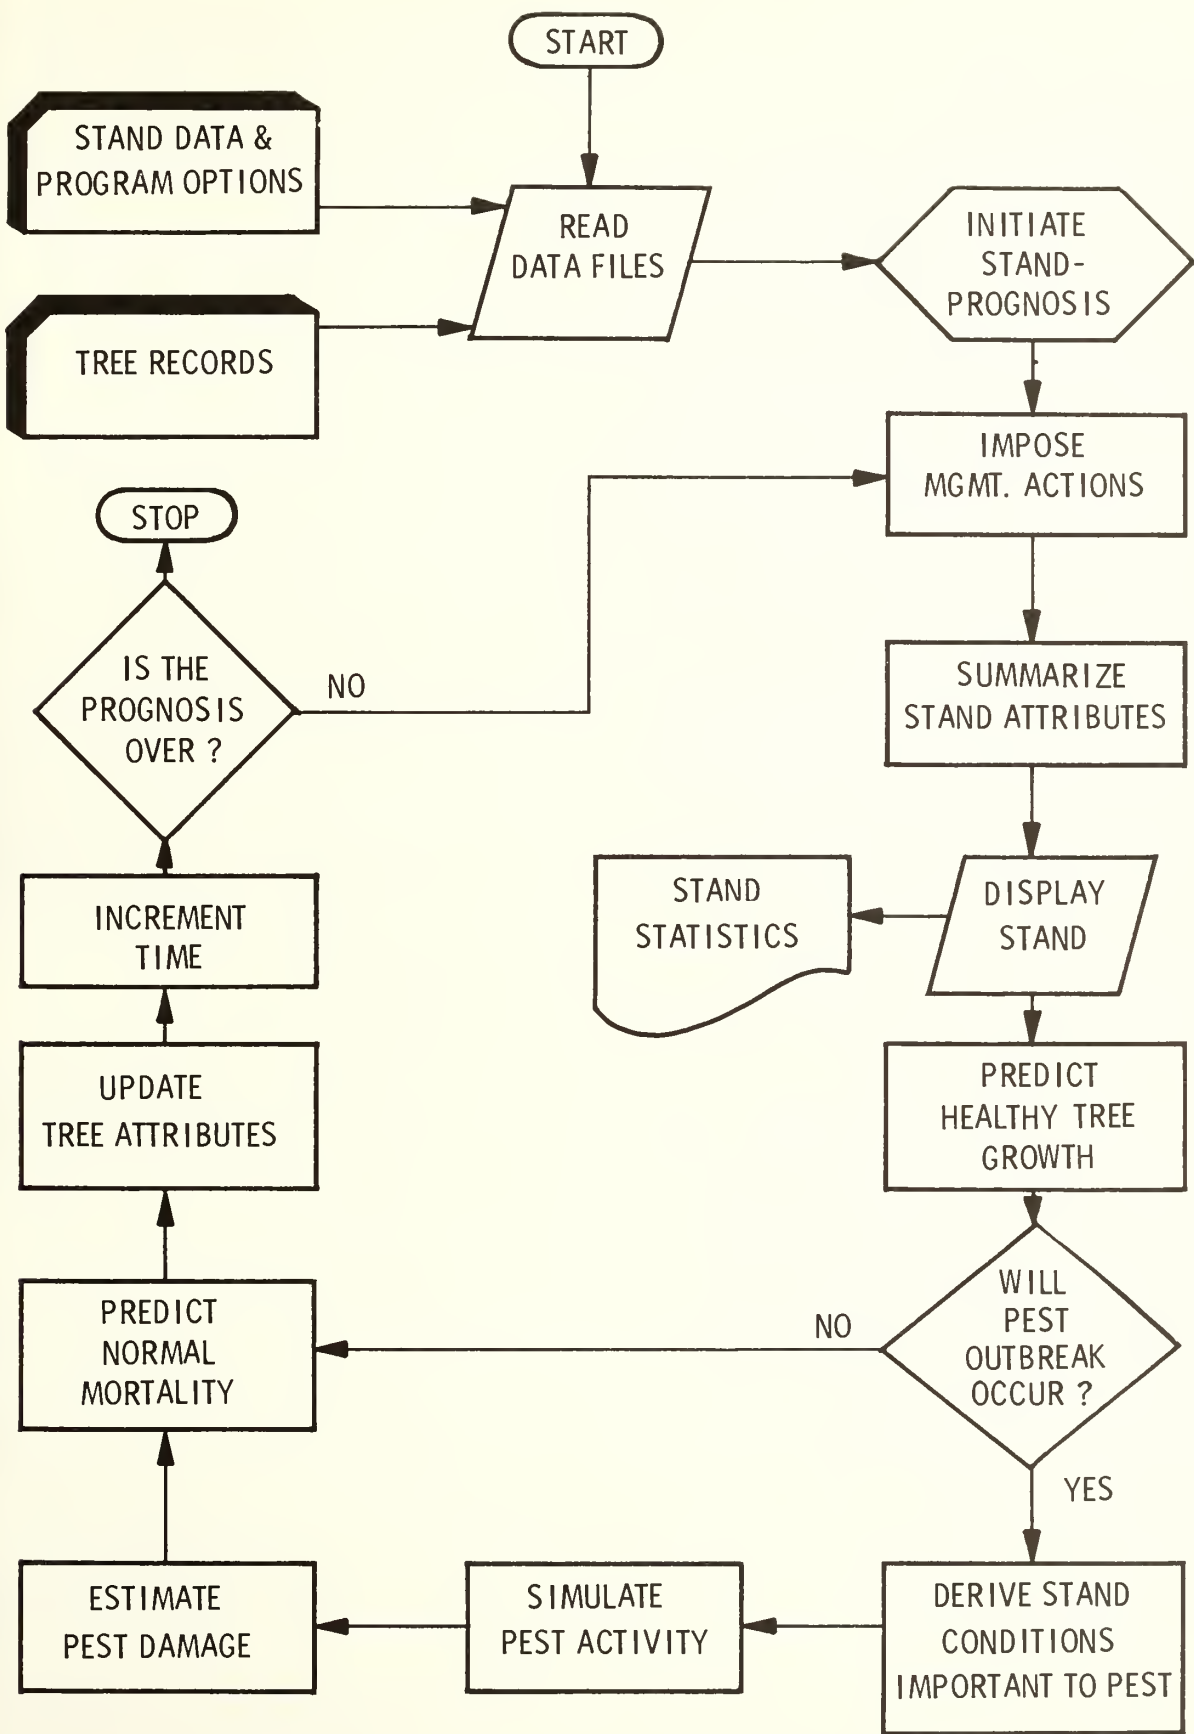 START
STAND DATA &
PROGRAM OPTIONS
READ
DATA FILES
INITIATE
STAND-
PROGNOSIS
TREE RECORDS
IMPOSE
MGMT. ACTIONS
STOP
IS THE
PROGNOSIS
OVER ?
NO
SUMMARIZE
STAND ATTRIBUTES
STAND
STATISTICS
DISPLAY
STAND
INCREMENT
TIME
PREDICT
HEALTHY TREE
GROWTH
UPDATE
TREE ATTRIBUTES
WILL
PEST
OUTBREAK
OCCUR ?
NO
YES
PREDICT
NORMAL
MORTALITY
ESTIMATE
PEST DAMAGE
SIMULATE
PEST ACTIVITY
DERIVE STAND
CONDITIONS
IMPORTANT TO PEST